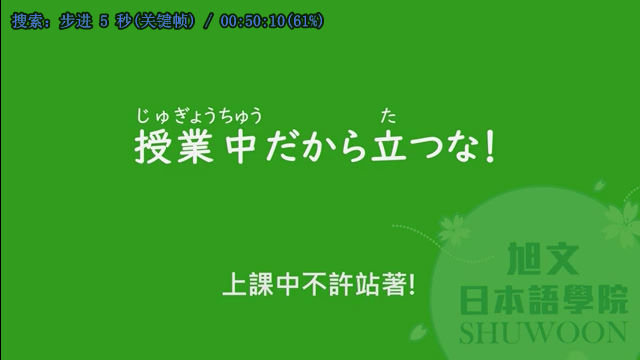 搜索: 步进 5 秒(关键帧) / 00:50:10(61%)
じゅぎょうちゅう た
授業中だから立つな!
上課中不許站著!
旭文
日本語學院
SHUWOON